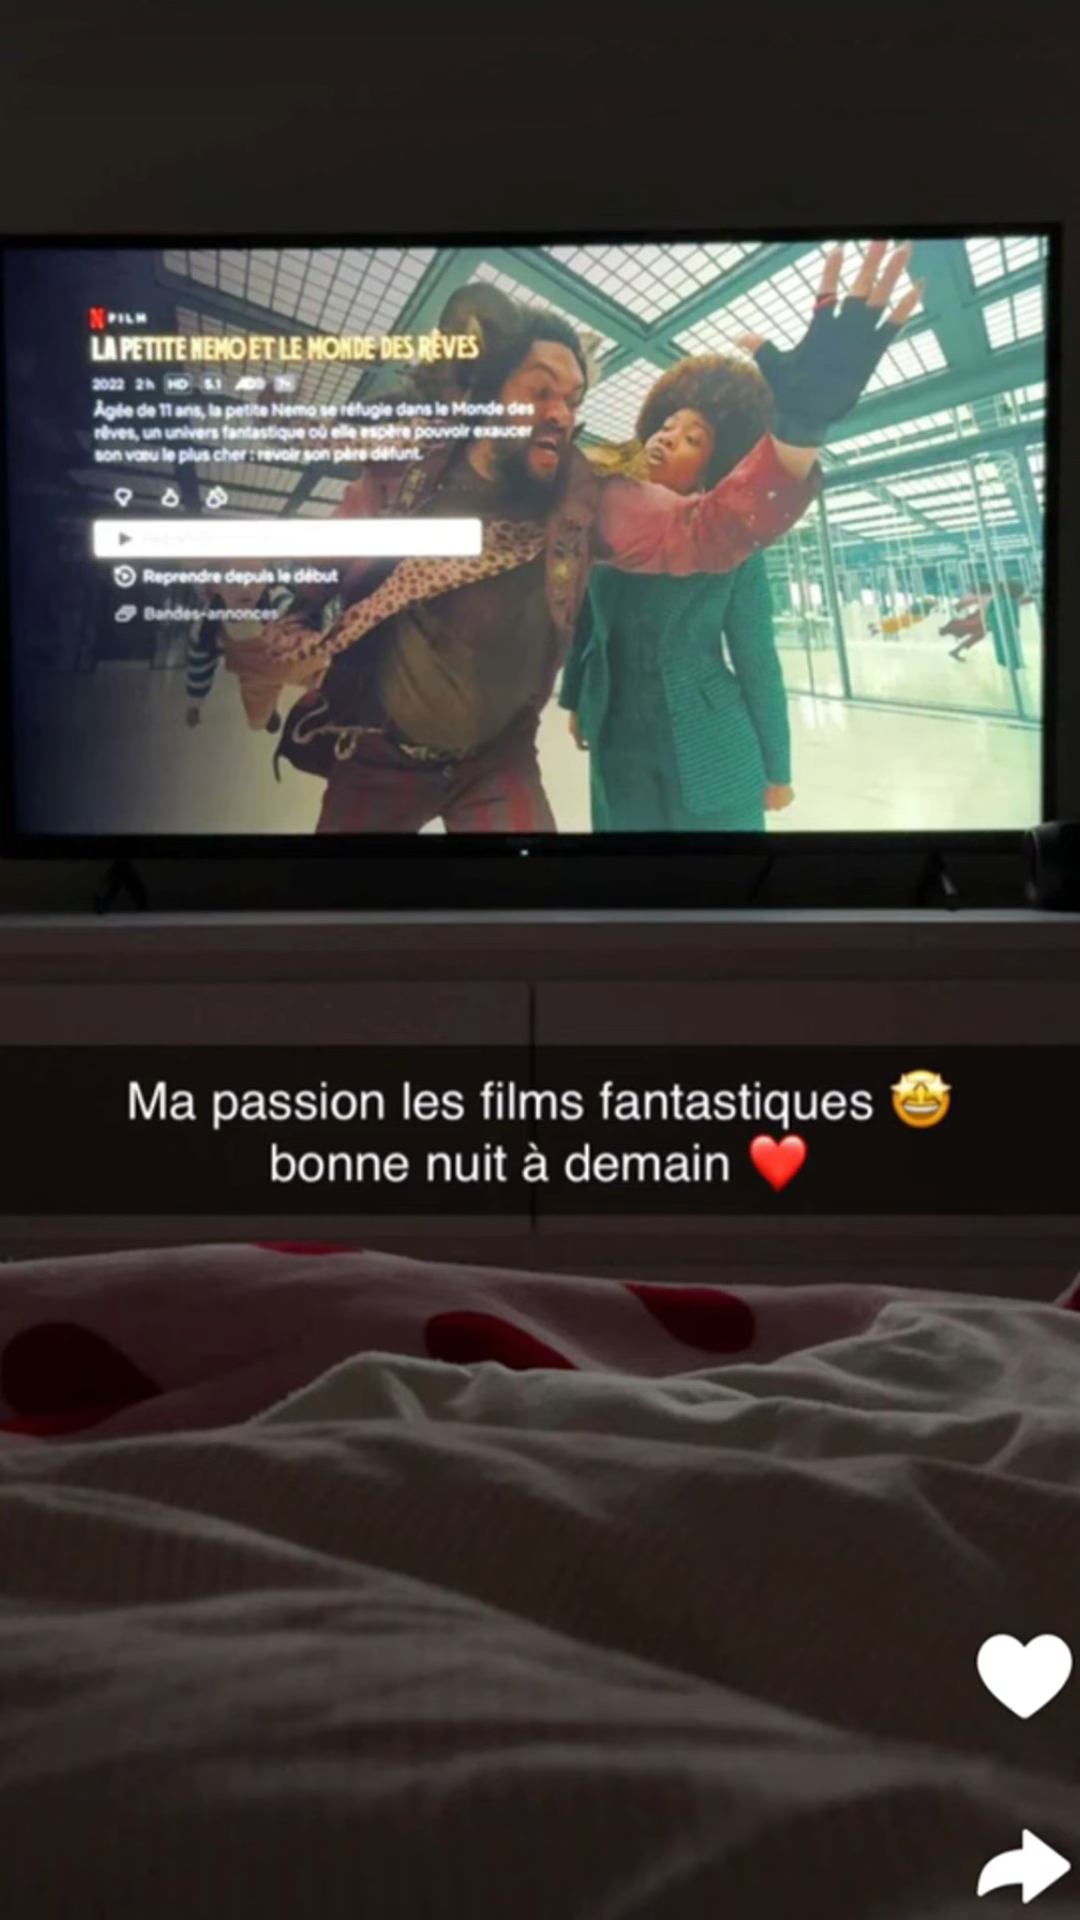 N FILM
LA PETITE NEMO ET LE MONDE DES RÊVES
2022 2 h HD 5.1 AD 7+
Âgée de 11 ans, la petite Nemo se réfugie dans le Monde des
rêves, un univers fantastique où elle espère pouvoir exaucer
son vœu le plus cher : revoir son père défunt.
Reprendre depuis le début
Bandes-annonces
Ma passion les films fantastiques 🤩
bonne nuit à demain ❤️